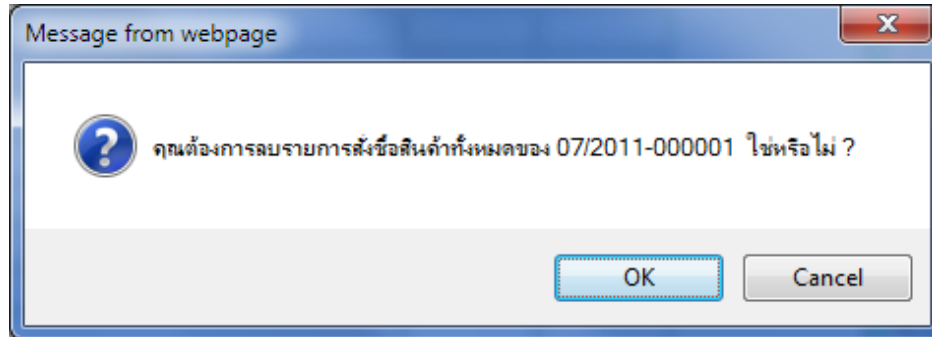 Message from webpage
คุณต้องการลบรายการสั่งซื้อสินค้าทั้งหมดของ 07/2011-000001 ใช่หรือไม่ ?
OK
Cancel